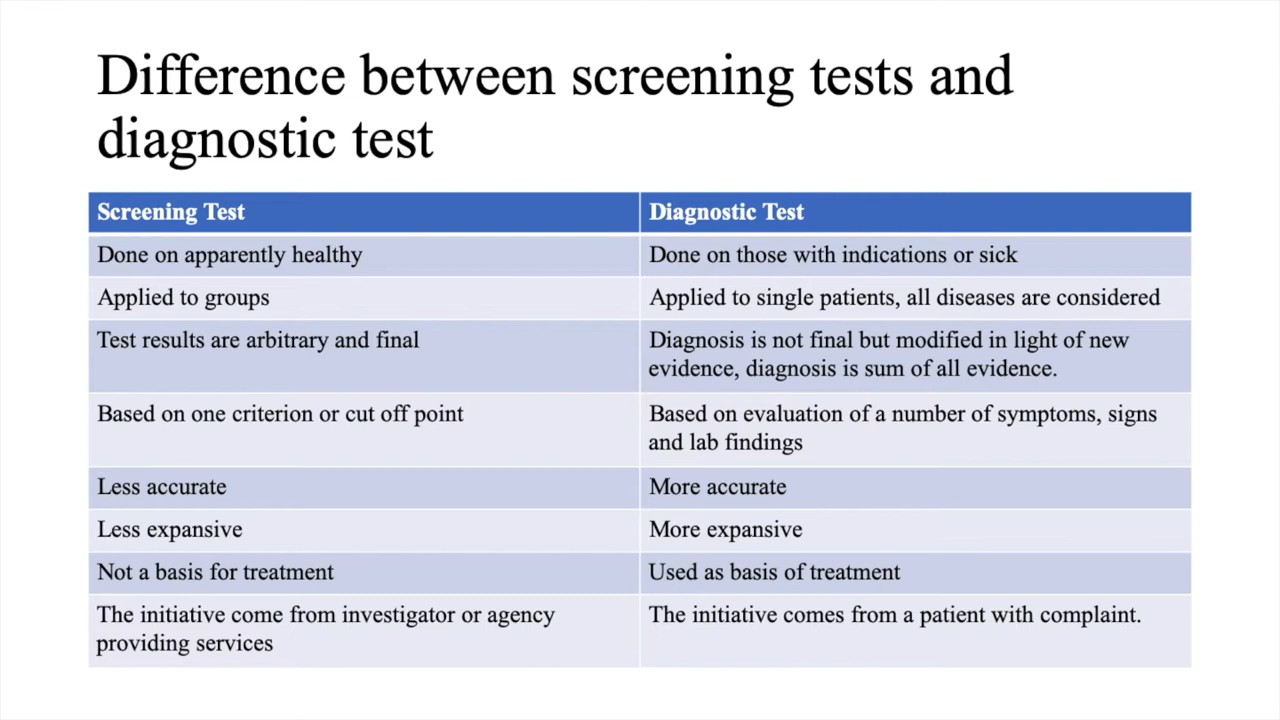 Difference between screening tests and
diagnostic test
Screening Test
Diagnostic Test
Done on apparently healthy
Done on those with indications or sick
Applied to groups
Applied to single patients, all diseases are considered
Test results are arbitrary and final
Diagnosis is not final but modified in light of new
evidence, diagnosis is sum of all evidence.
Based on one criterion or cut off point
Based on evaluation of a number of symptoms, signs
and lab findings
Less accurate
More accurate
Less expansive
More expansive
Not a basis for treatment
Used as basis of treatment
The initiative come from investigator or agency
providing services
The initiative comes from a patient with complaint.